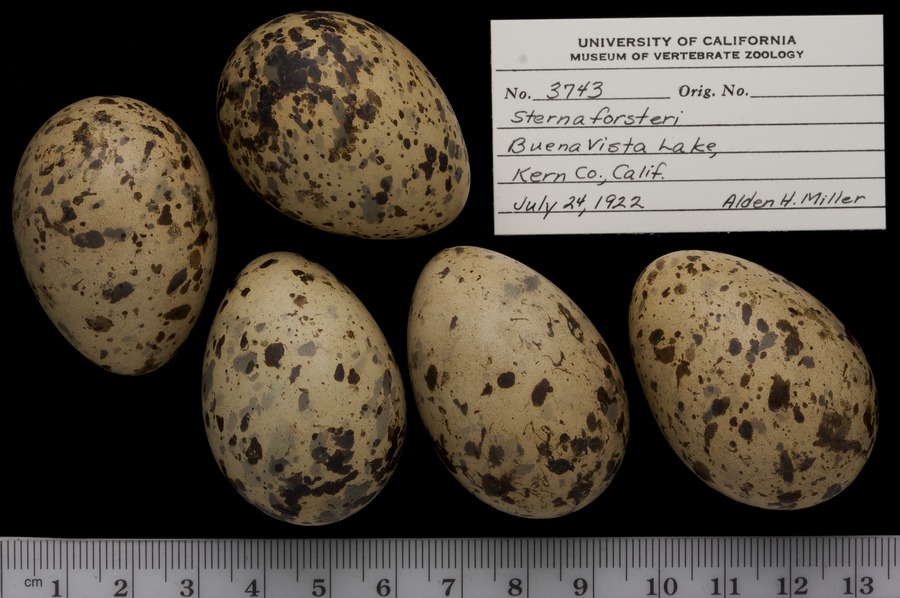 UNIVERSITY OF CALIFORNIA
MUSEUM OF VERTEBRATE ZOOLOGY
No. 3743 Orig. No.
Sterna forsteri
Buena Vista Lake,
Kern Co., Calif.
July 24, 1922 Alden H. Miller
cm 1 2 3 4 5 6 7 8 9 10 11 12 13